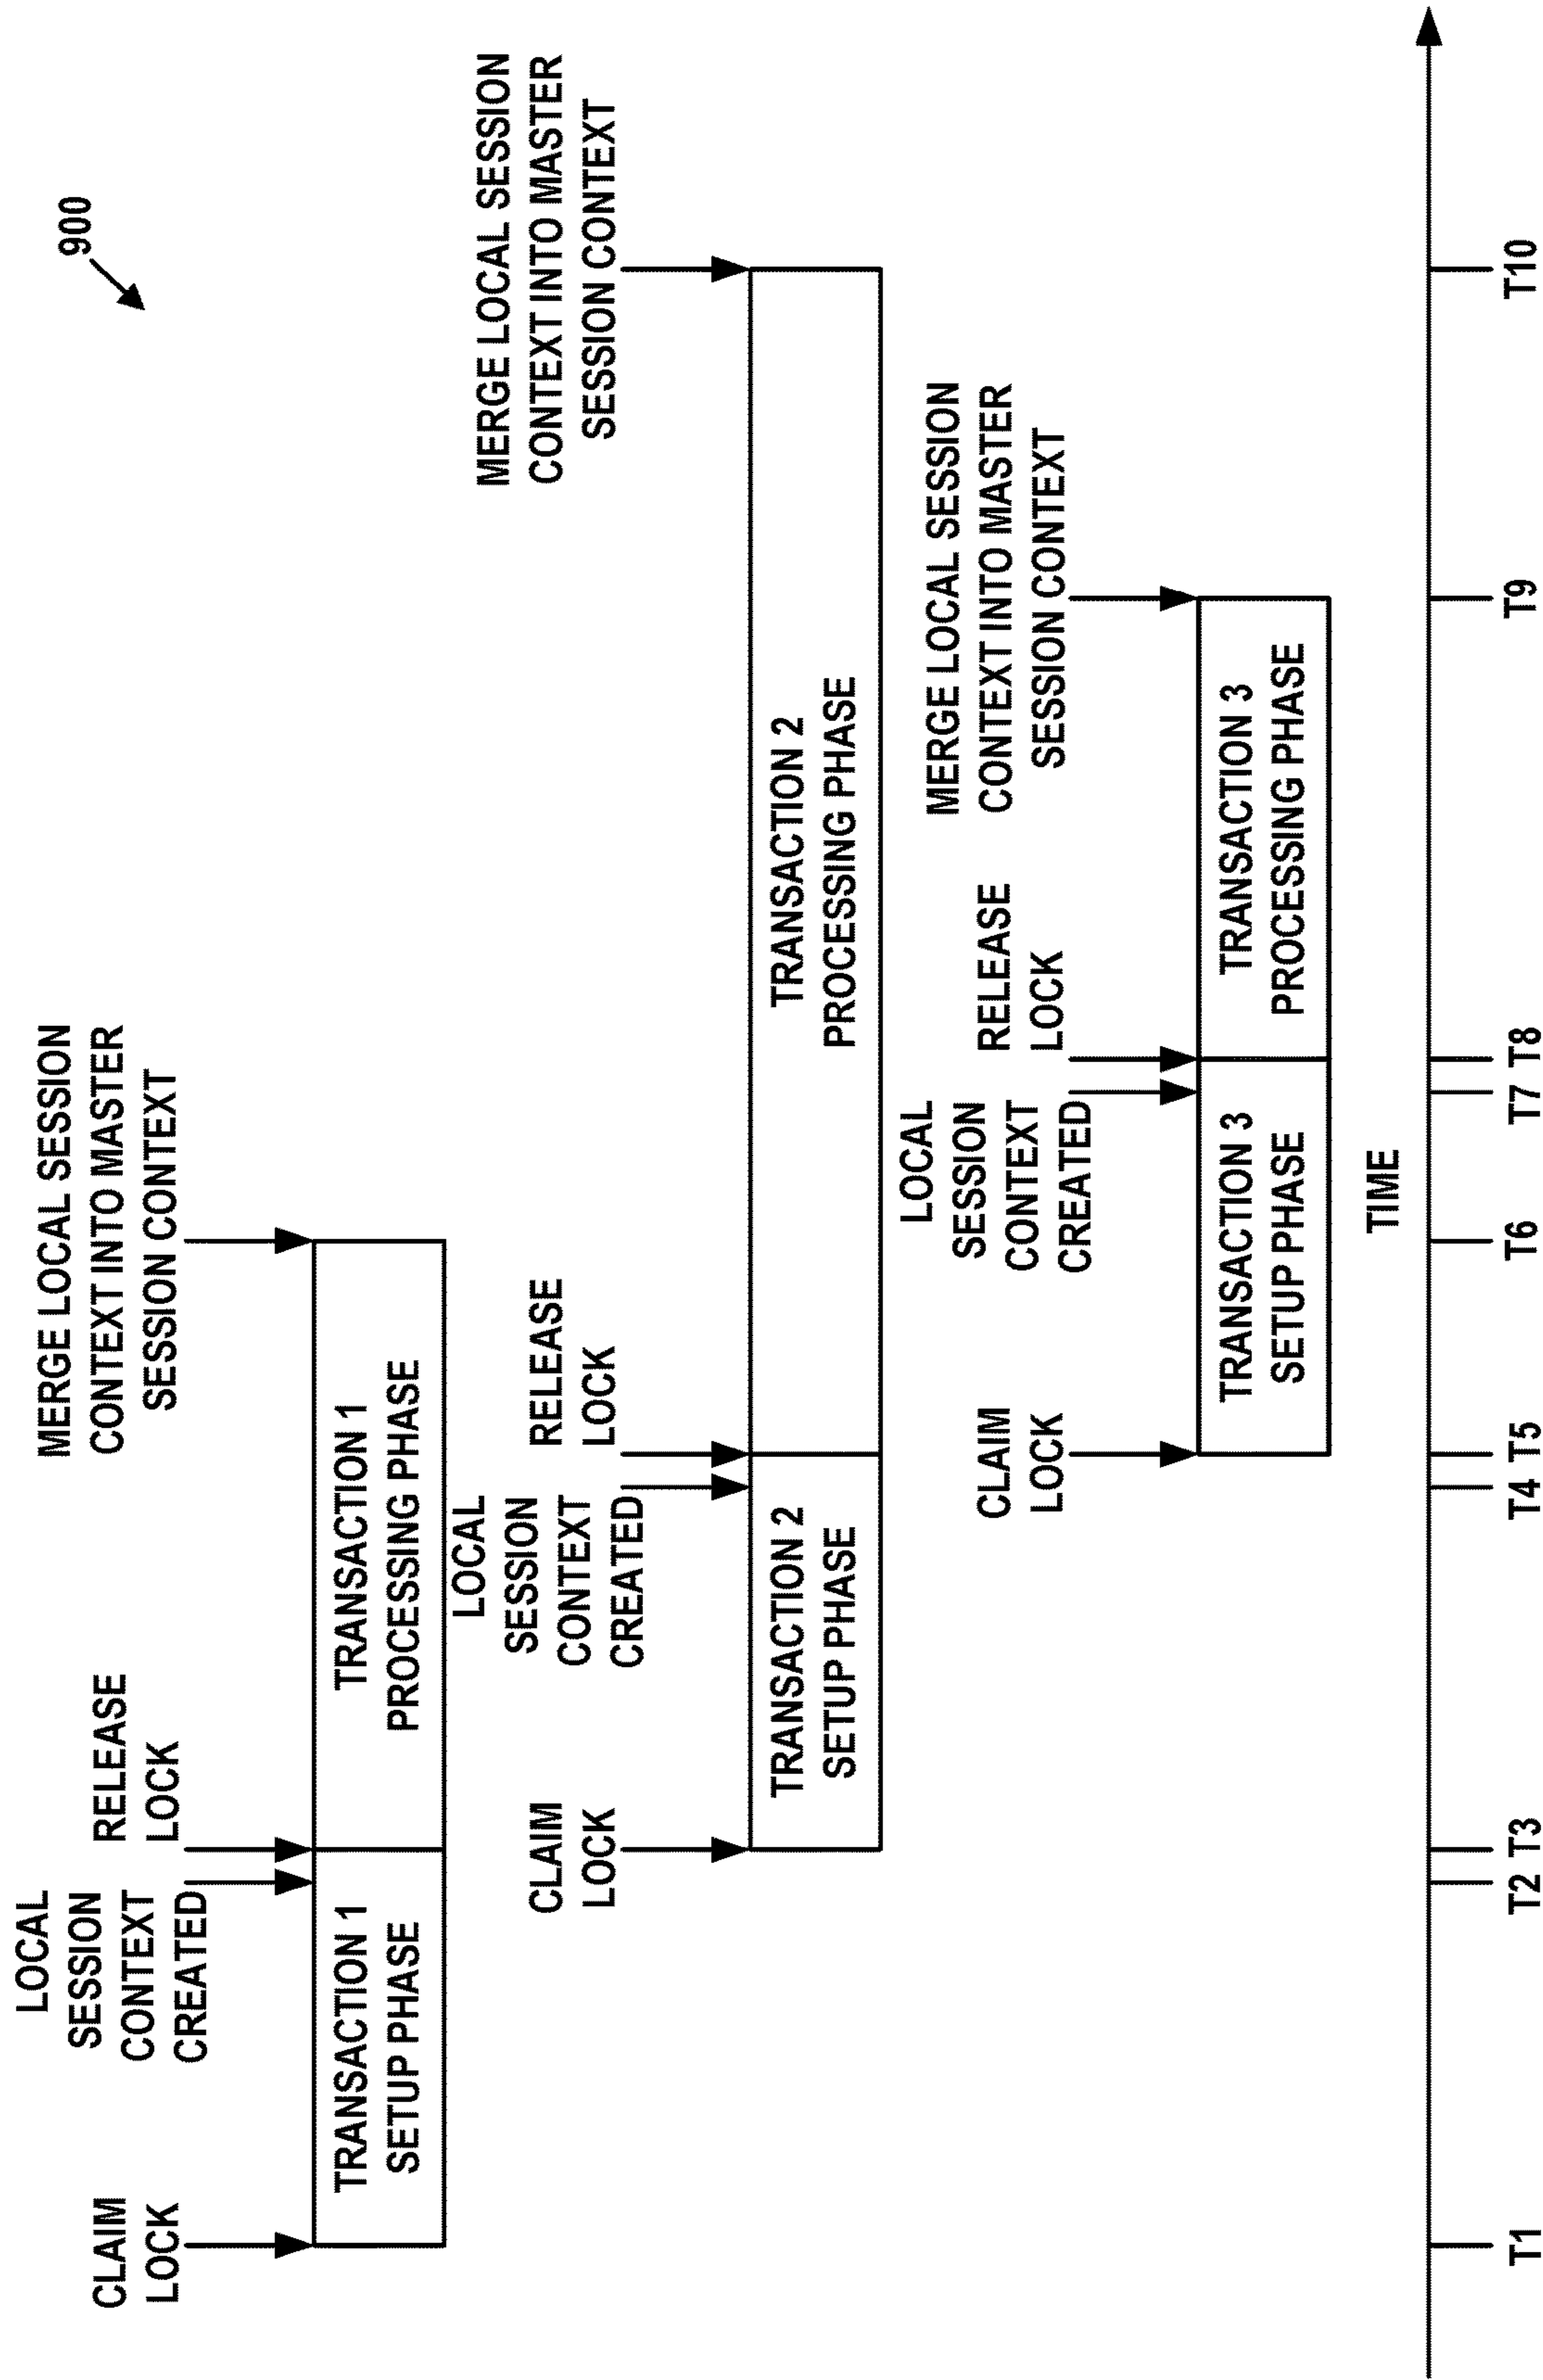 900
MERGE LOCAL SESSION
CONTEXT INTO MASTER
SESSION CONTEXT
RELEASE
LOCK
LOCAL
SESSION
CONTEXT
CREATED
CLAIM
LOCK
TRANSACTION 1
SETUP PHASE
TRANSACTION 1
PROCESSING PHASE
MERGE LOCAL SESSION
CONTEXT INTO MASTER
SESSION CONTEXT
RELEASE
LOCK
LOCAL
SESSION
CONTEXT
CREATED
CLAIM
LOCK
TRANSACTION 2
SETUP PHASE
TRANSACTION 2
PROCESSING PHASE
MERGE LOCAL SESSION
CONTEXT INTO MASTER
SESSION CONTEXT
RELEASE
LOCK
LOCAL
SESSION
CONTEXT
CREATED
CLAIM
LOCK
TRANSACTION 3
SETUP PHASE
TRANSACTION 3
PROCESSING PHASE
TIME
T1
T2
T3
T4
T5
T6
T7
T8
T9
T10